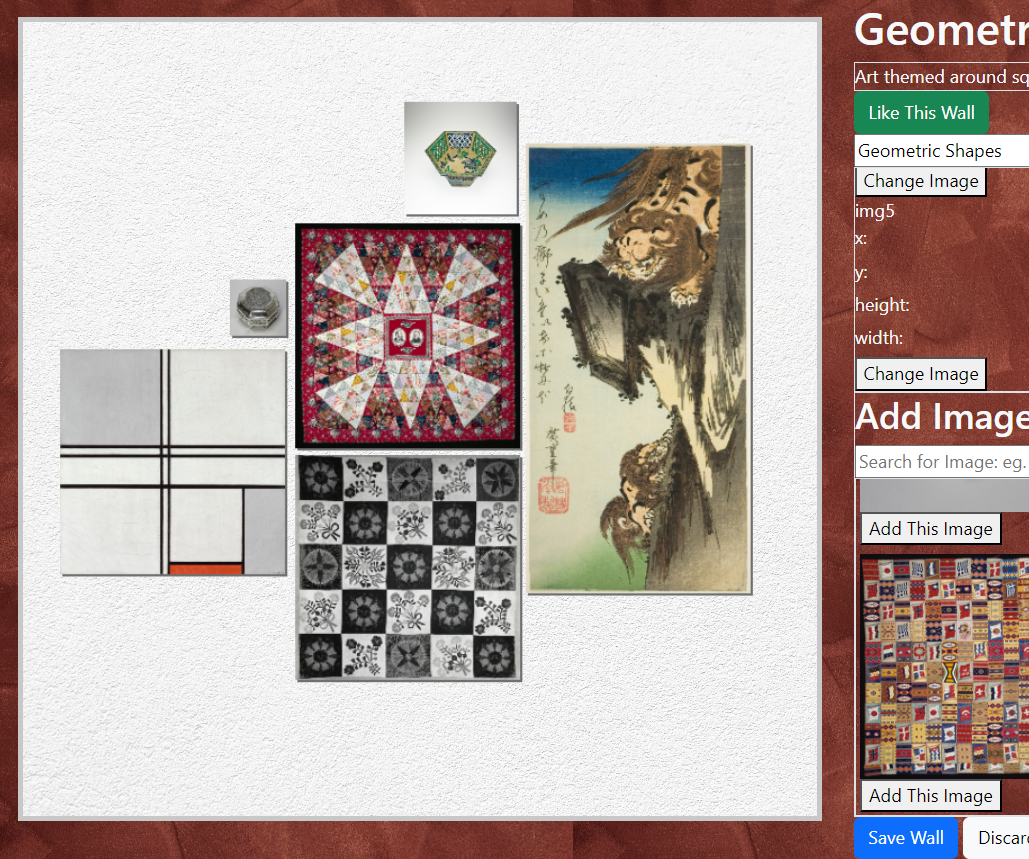 Geometr
Art themed around sq
Like This Wall
Geometric Shapes
Change Image
img5
x:
y:
height:
width:
Change Image
Add Image
Search for Image: eg.
Add This Image
Add This Image
Save Wall
Discar